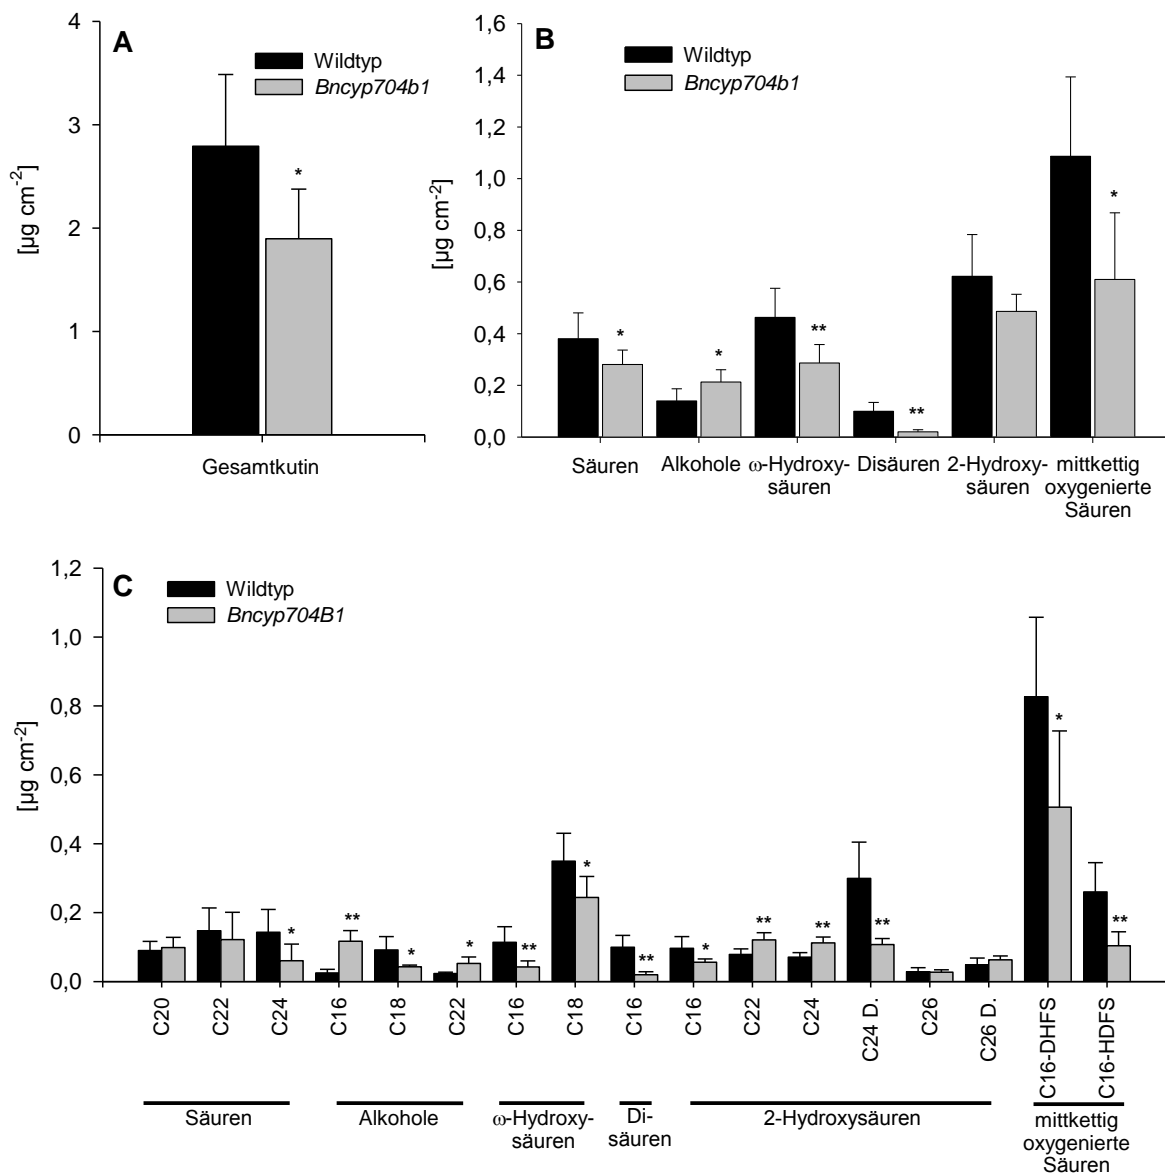 A
Wildtyp
Bncyp704b1
4
3
2
1
0
[µg cm-2]
*
Gesamtkutin
B
Wildtyp
Bncyp704b1
1,6
1,4
1,2
1,0
0,8
0,6
0,4
0,2
0,0
[µg cm-2]
* * ** ** *
Säuren
Alkohole
ω-Hydroxy-
säuren
Disäuren
2-Hydroxy-
säuren
mittkettig
oxygenierte
Säuren
C
Wildtyp
Bncyp704B1
1,2
1,0
0,8
0,6
0,4
0,2
0,0
[µg cm-2]
* ** * * ** * ** * ** ** ** * **
C20
C22
C24
C16
C18
C22
C16
C18
C16
C16
C22
C24
C24 D.
C26
C26 D.
C16-DHFS
C16-HDFS
Säuren
Alkohole
ω-Hydroxy-
säuren
Di-
säuren
2-Hydroxysäuren
mittkettig
oxygenierte
Säuren